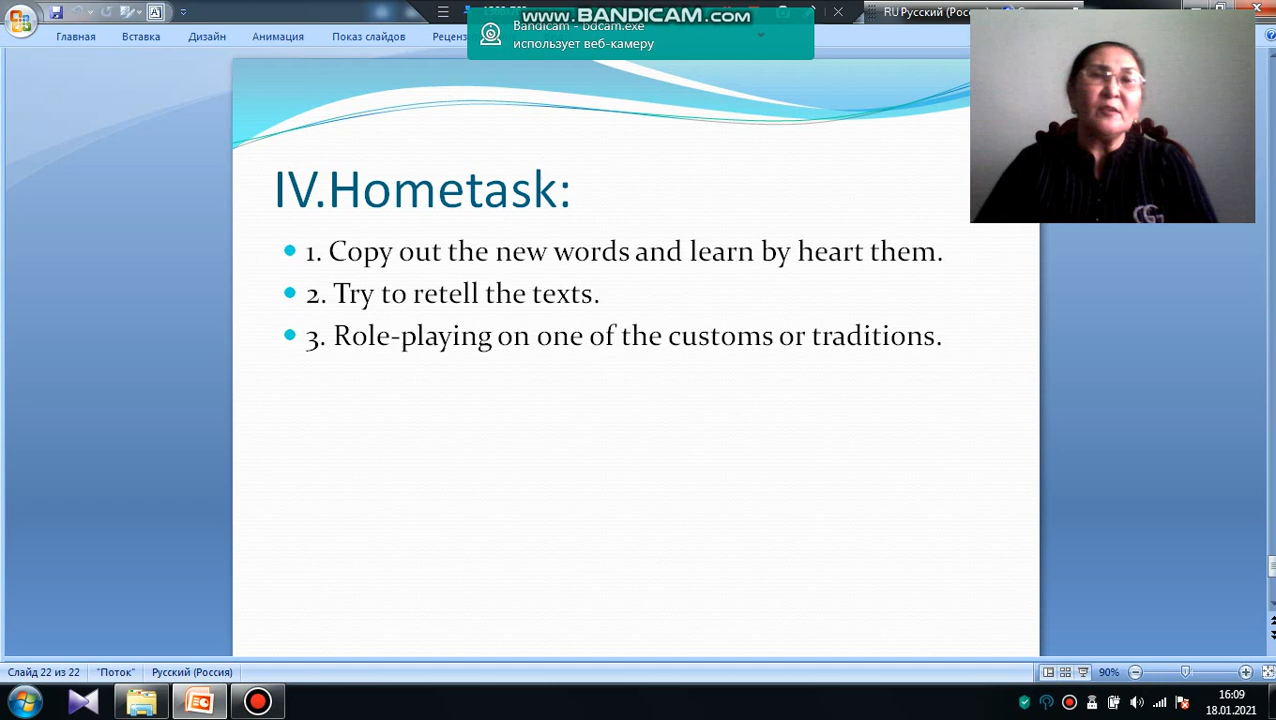 www.BANDICAM.com
RU Русский (Рос
Главная Вставка Дизайн Анимация Показ слайдов
Bandicam - bdcam.exe
использует веб-камеру
IV.Hometask:
1. Copy out the new words and learn by heart them.
2. Try to retell the texts.
3. Role-playing on one of the customs or traditions.
Слайд 22 из 22 "Поток" Русский (Россия) 90%
16:09
18.01.2021